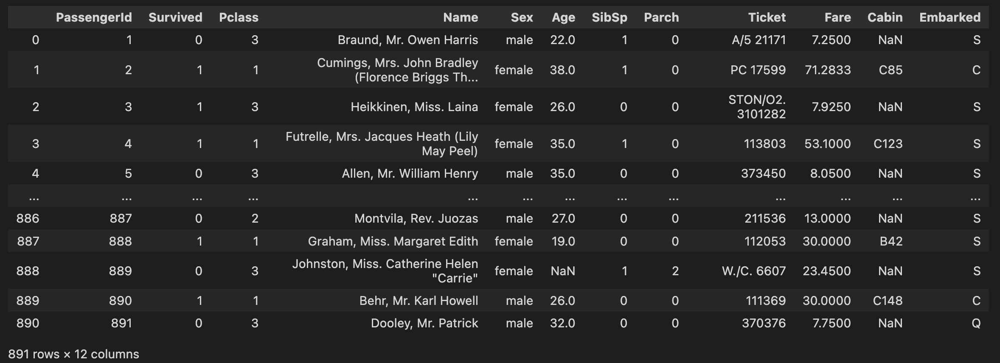 PassengerId Survived Pclass Name Sex Age SibSp Parch Ticket Fare Cabin Embarked
0 1 0 3 Braund, Mr. Owen Harris male 22.0 1 0 A/5 21171 7.2500 NaN S
1 2 1 1 Cumings, Mrs. John Bradley
(Florence Briggs Th... female 38.0 1 0 PC 17599 71.2833 C85 C
2 3 1 3 Heikkinen, Miss. Laina female 26.0 0 0 STON/O2.
3101282 7.9250 NaN S
3 4 1 1 Futrelle, Mrs. Jacques Heath (Lily
May Peel) female 35.0 1 0 113803 53.1000 C123 S
4 5 0 3 Allen, Mr. William Henry male 35.0 0 0 373450 8.0500 NaN S
... ... ... ... ... ... ... ... ... ... ... ... ...
886 887 0 2 Montvila, Rev. Juozas male 27.0 0 0 211536 13.0000 NaN S
887 888 1 1 Graham, Miss. Margaret Edith female 19.0 0 0 112053 30.0000 B42 S
888 889 0 3 Johnston, Miss. Catherine Helen
"Carrie" female NaN 1 2 W./C. 6607 23.4500 NaN S
889 890 1 1 Behr, Mr. Karl Howell male 26.0 0 0 111369 30.0000 C148 C
890 891 0 3 Dooley, Mr. Patrick male 32.0 0 0 370376 7.7500 NaN Q
891 rows × 12 columns